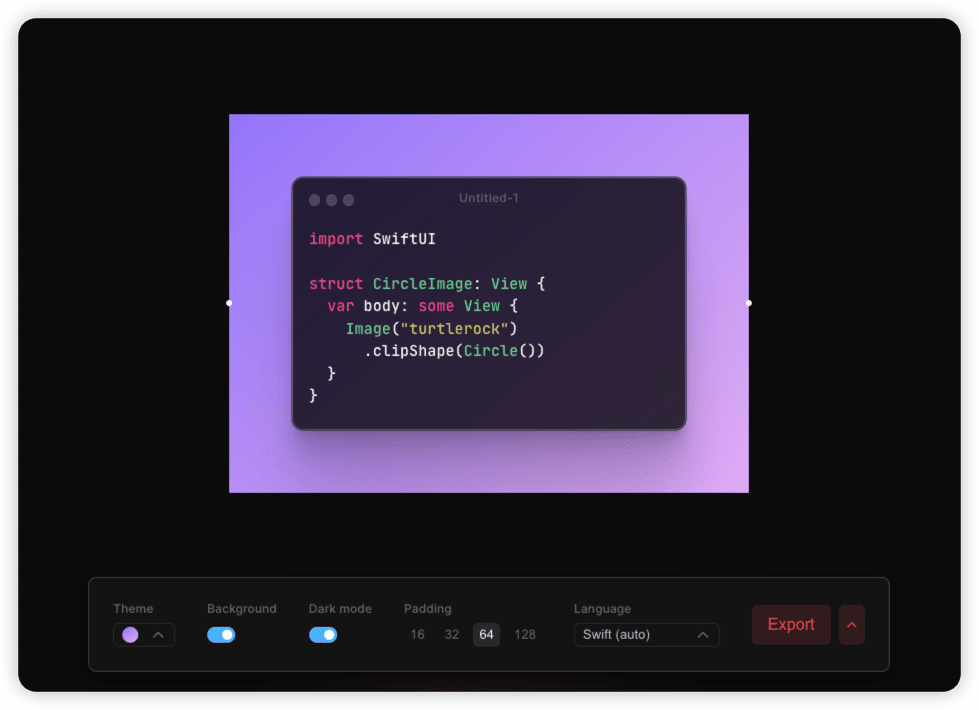 Untitled-1
import SwiftUI
struct CircleImage: View {
  var body: some View {
    Image("turtlerock")
      .clipShape(Circle())
  }
}
Theme Background Dark mode Padding Language
16 32 64 128 Swift (auto) Export